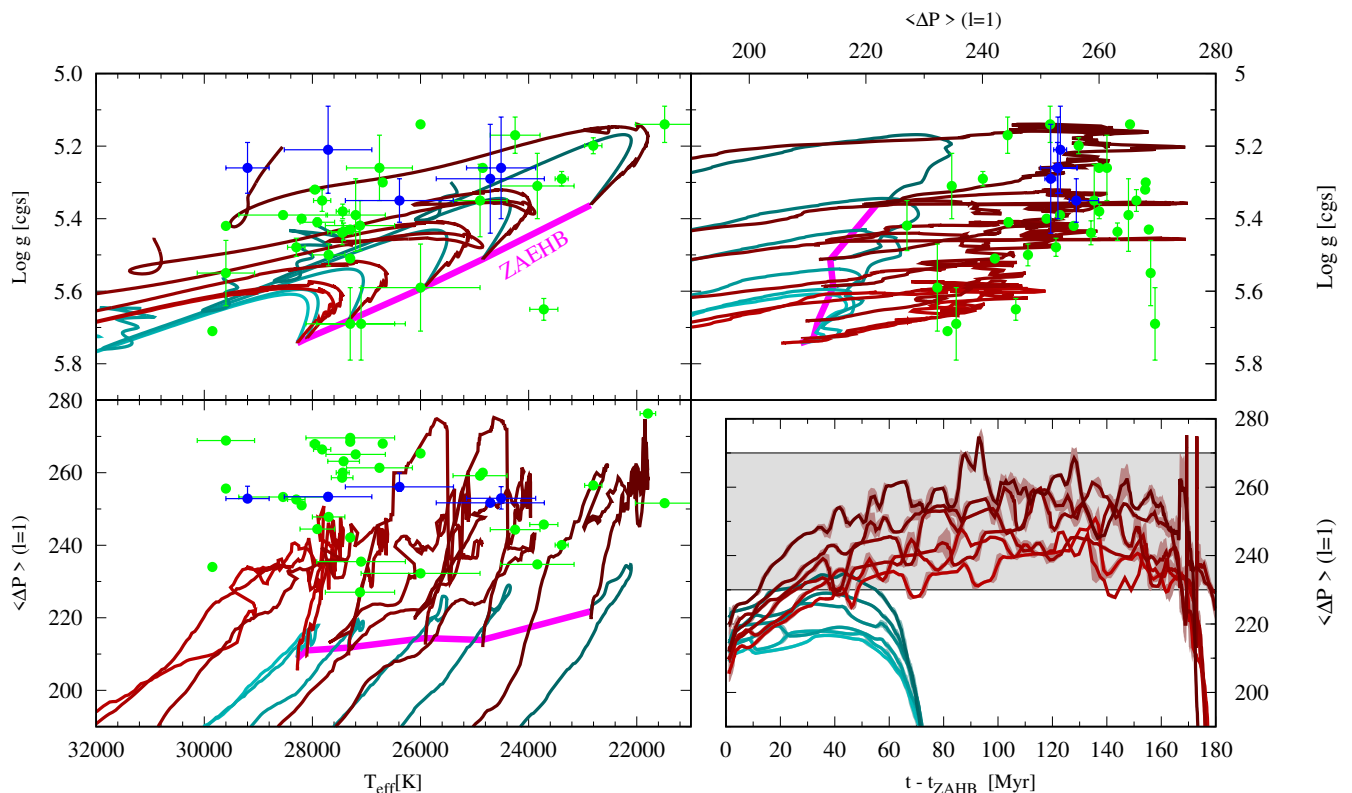 < ΔP > (l=1)
200 220 240 260 280
5.0 5
5.2 5.2
5.4 5.4
5.6 5.6
5.8 5.8
Log g [cgs]
Log g [cgs]
ZAEHB
280 280
260 260
240 240
220 220
200 200
< ΔP > (l=1)
< ΔP > (l=1)
32000 30000 28000 26000 24000 22000
0 20 40 60 80 100 120 140 160 180
T_eff[K]
t - t_ZAHB [Myr]